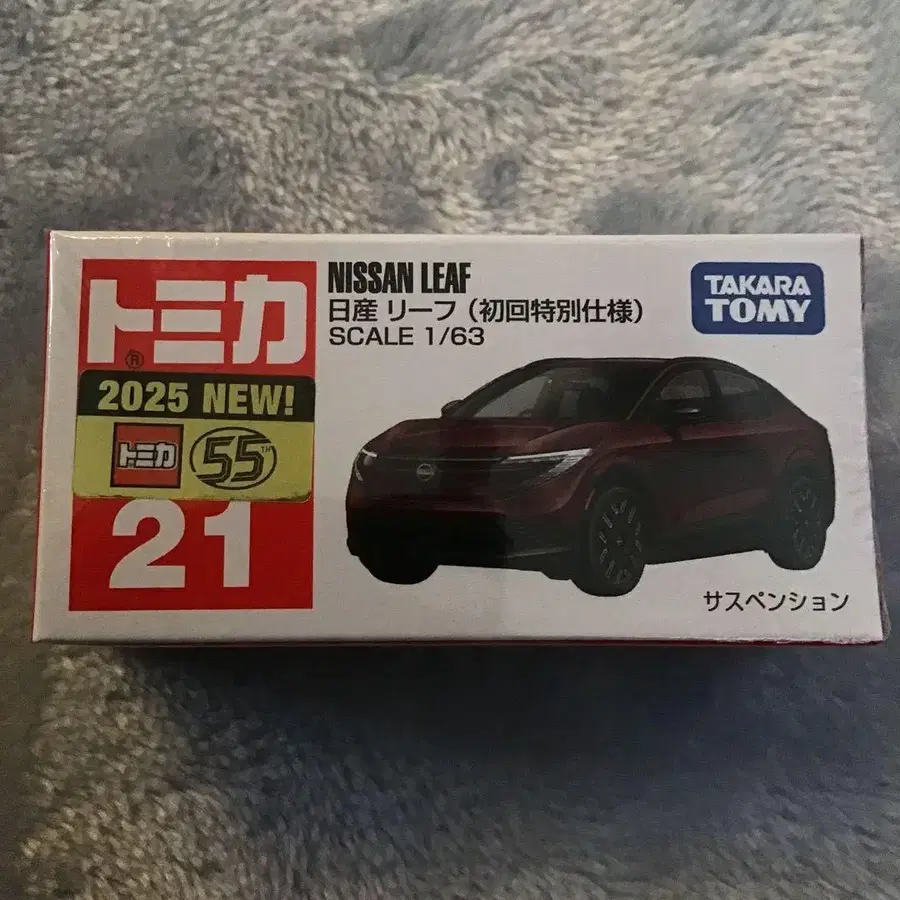 トミカ
®
2025 NEW!
トミカ 55TH
21
NISSAN LEAF
日産 リーフ（初回特別仕様）
SCALE 1/63
TAKARA
TOMY
サスペンション